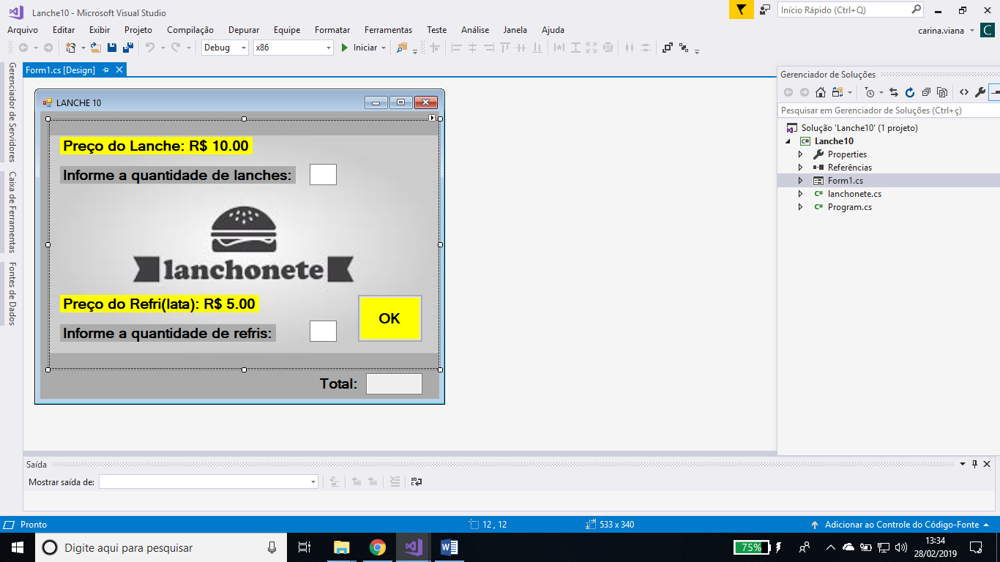 Lanche10 - Microsoft Visual Studio
Início Rápido (Ctrl+Q)
Arquivo Editar Exibir Projeto Compilação Depurar Equipe Formatar Ferramentas Teste Análise Janela Ajuda
carina.viana C
Debug x86 Iniciar
Form1.cs [Design]
Gerenciador de Servidores
Caixa de Ferramentas
Fontes de Dados
LANCHE 10
Preço do Lanche: R$ 10.00
Informe a quantidade de lanches:
lanchonete
Preço do Refri(lata): R$ 5.00
OK
Informe a quantidade de refris:
Total:
Gerenciador de Soluções
Pesquisar em Gerenciador de Soluções (Ctrl+ç)
Solução 'Lanche10' (1 projeto)
Lanche10
Properties
Referências
Form1.cs
lanchonete.cs
Program.cs
Saída
Mostrar saída de:
Pronto
12 , 12
533 x 340
Adicionar ao Controle do Código-Fonte
Digite aqui para pesquisar
75%
13:34
28/02/2019